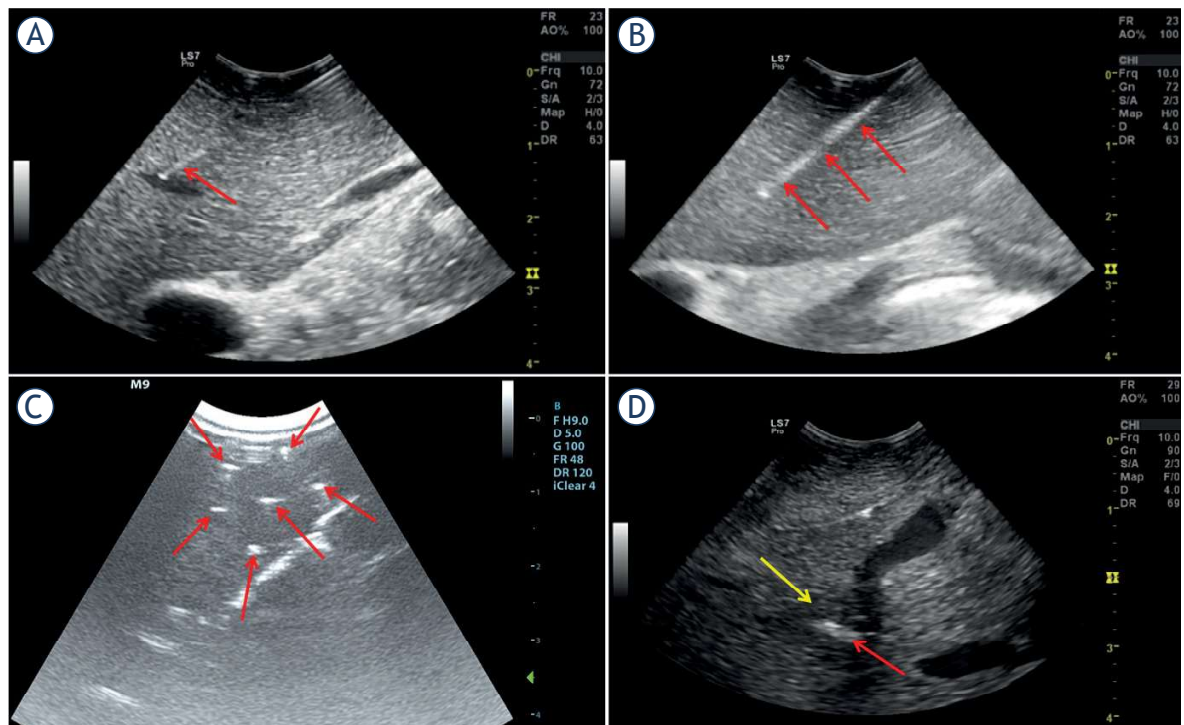 A
LS7
Pro
FR 23
AO% 100
CHI
Frq 10.0
Gn 72
S/A 2/3
Map H/0
D 4.0
DR 63
0
1
2
3
4
B
LS7
Pro
FR 23
AO% 100
CHI
Frq 10.0
Gn 72
S/A 2/3
Map H/0
D 4.0
DR 63
0
1
2
3
4
C
M9
B
F H9.0
D 5.0
G 100
FR 48
DR 120
iClear 4
0
1
2
3
4
D
LS7
Pro
FR 29
AO% 100
CHI
Frq 10.0
Gn 90
S/A 2/3
Map F/0
D 4.0
DR 69
0
1
3
4